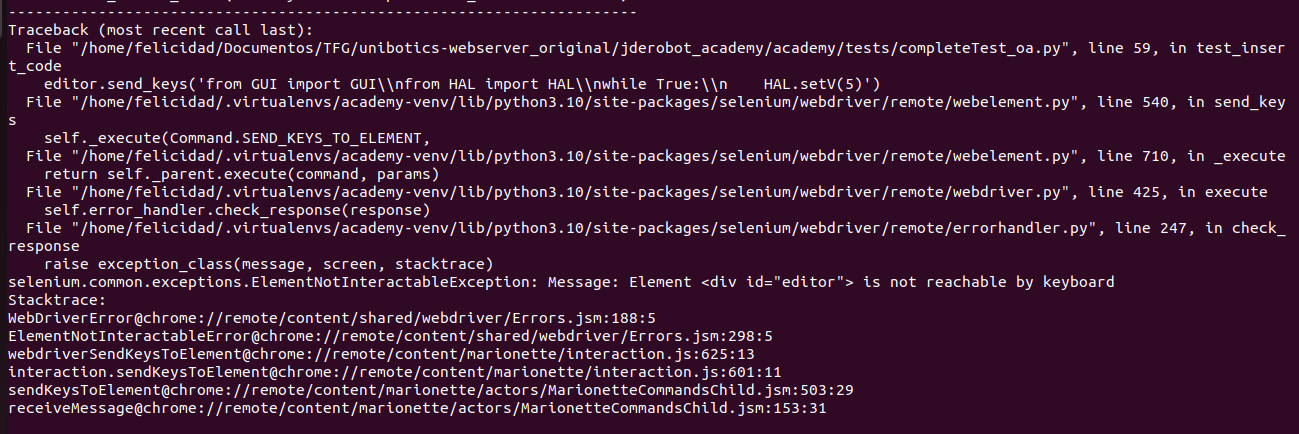 ----------------------------------------------------------------------
Traceback (most recent call last):
  File "/home/felicidad/Documentos/TFG/unibotics-webserver_original/jderobot_academy/academy/tests/completeTest_oa.py", line 59, in test_inser
t_code
    editor.send_keys('from GUI import GUI\\nfrom HAL import HAL\\nwhile True:\\n    HAL.setV(5)')
  File "/home/felicidad/.virtualenvs/academy-venv/lib/python3.10/site-packages/selenium/webdriver/remote/webelement.py", line 540, in send_key
s
    self._execute(Command.SEND_KEYS_TO_ELEMENT,
  File "/home/felicidad/.virtualenvs/academy-venv/lib/python3.10/site-packages/selenium/webdriver/remote/webelement.py", line 710, in _execute
    return self._parent.execute(command, params)
  File "/home/felicidad/.virtualenvs/academy-venv/lib/python3.10/site-packages/selenium/webdriver/remote/webdriver.py", line 425, in execute
    self.error_handler.check_response(response)
  File "/home/felicidad/.virtualenvs/academy-venv/lib/python3.10/site-packages/selenium/webdriver/remote/errorhandler.py", line 247, in check_
response
    raise exception_class(message, screen, stacktrace)
selenium.common.exceptions.ElementNotInteractableException: Message: Element <div id="editor"> is not reachable by keyboard
Stacktrace:
WebDriverError@chrome://remote/content/shared/webdriver/Errors.jsm:188:5
ElementNotInteractableError@chrome://remote/content/shared/webdriver/Errors.jsm:298:5
webdriverSendKeysToElement@chrome://remote/content/marionette/interaction.js:625:13
interaction.sendKeysToElement@chrome://remote/content/marionette/interaction.js:601:11
sendKeysToElement@chrome://remote/content/marionette/actors/MarionetteCommandsChild.jsm:503:29
receiveMessage@chrome://remote/content/marionette/actors/MarionetteCommandsChild.jsm:153:31